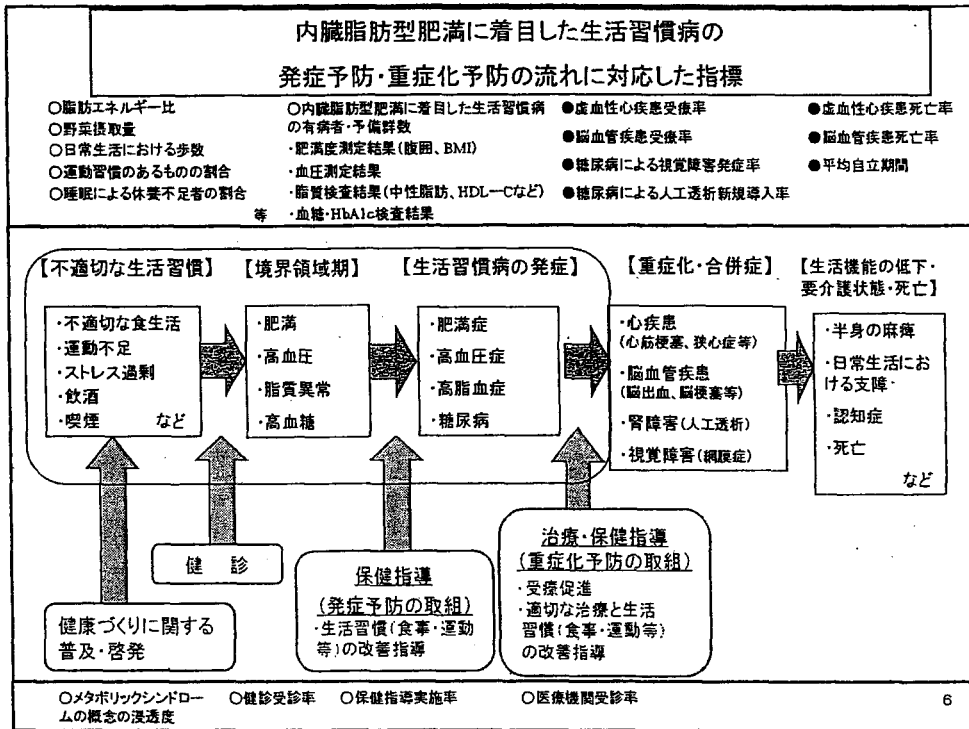 内臓脂肪型肥満に着目した生活習慣病の
発症予防・重症化予防の流れに対応した指標
○脂肪エネルギー比
○野菜摂取量
○日常生活における歩数
○運動習慣のあるものの割合
○睡眠による休養不足者の割合
等
○内臓脂肪型肥満に着目した生活習慣病
の有病者・予備群数
・肥満度測定結果(腹囲、BMI)
・血圧測定結果
・脂質検査結果(中性脂肪、HDL－Cなど)
・血糖・HbA1c検査結果
●虚血性心疾患受療率
●脳血管疾患受療率
●糖尿病による視覚障害発症率
●糖尿病による人工透析新規導入率
●虚血性心疾患死亡率
●脳血管疾患死亡率
●平均自立期間
【不適切な生活習慣】
・不適切な食生活
・運動不足
・ストレス過剰
・飲酒
・喫煙 など
【境界領域期】
・肥満
・高血圧
・脂質異常
・高血糖
【生活習慣病の発症】
・肥満症
・高血圧症
・高脂血症
・糖尿病
【重症化・合併症】
・心疾患
(心筋梗塞、狭心症等)
・脳血管疾患
(脳出血、脳梗塞等)
・腎障害(人工透析)
・視覚障害(網膜症)
【生活機能の低下・
要介護状態・死亡】
・半身の麻痺
・日常生活にお
ける支障・
・認知症
・死亡
など
健康づくりに関する
普及・啓発
健 診
保健指導
(発症予防の取組)
・生活習慣(食事・運動
等)の改善指導
治療・保健指導
(重症化予防の取組)
・受療促進
・適切な治療と生活
習慣(食事・運動等)
の改善指導
○メタボリックシンドロー
ムの概念の浸透度
○健診受診率
○保健指導実施率
○医療機関受診率
6